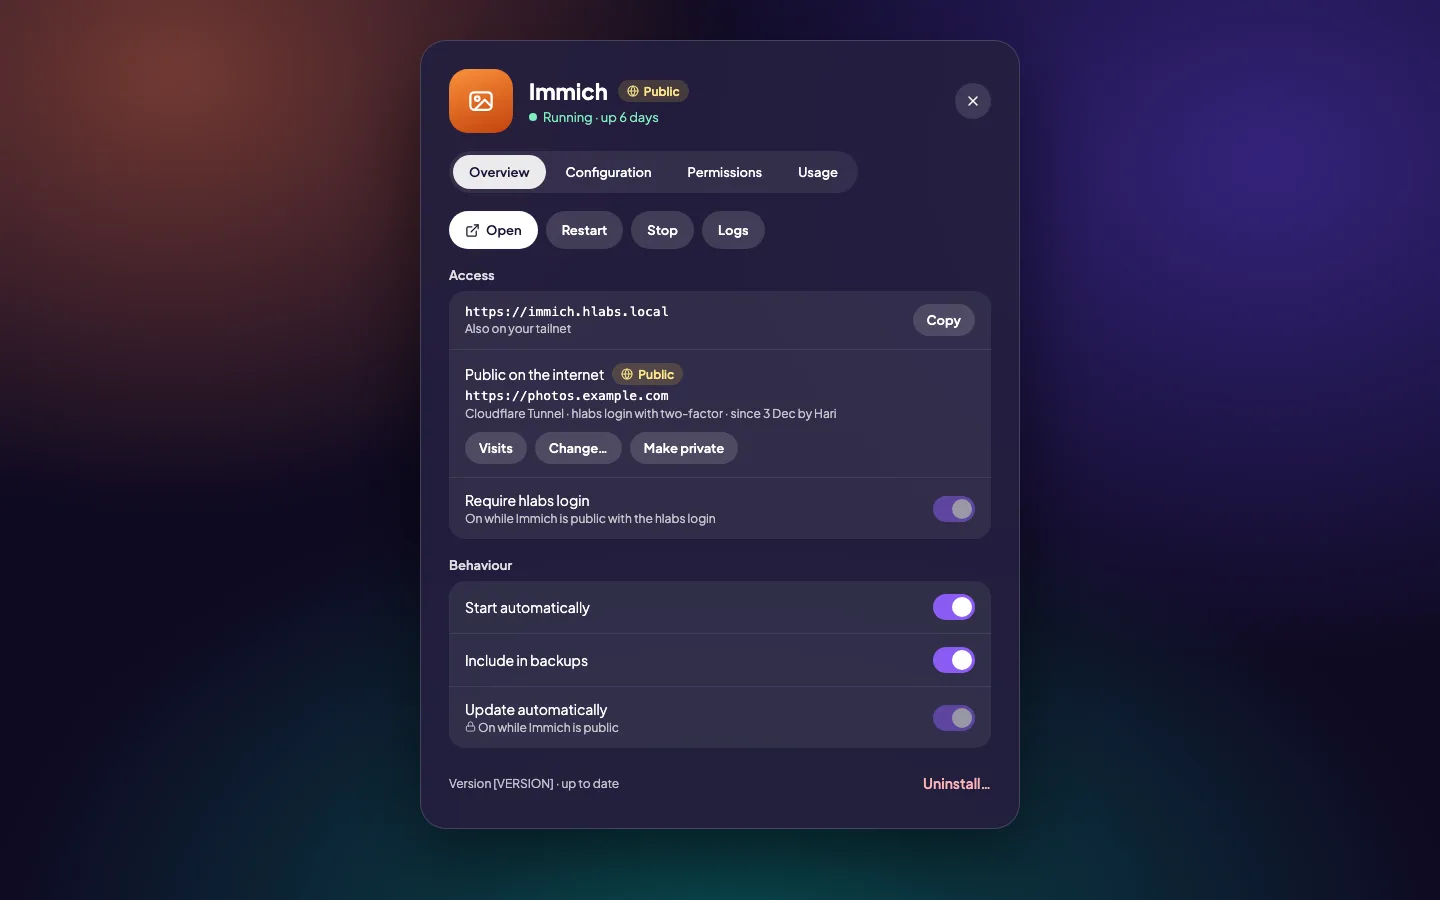 Immich Public
Running · up 6 days
Overview Configuration Permissions Usage
Open Restart Stop Logs
Access
https://immich.hlabs.local
Also on your tailnet
Copy
Public on the internet Public
https://photos.example.com
Cloudflare Tunnel · hlabs login with two-factor · since 3 Dec by Hari
Visits Change… Make private
Require hlabs login
On while Immich is public with the hlabs login
Behaviour
Start automatically
Include in backups
Update automatically
On while Immich is public
Version [VERSION] · up to date
Uninstall…